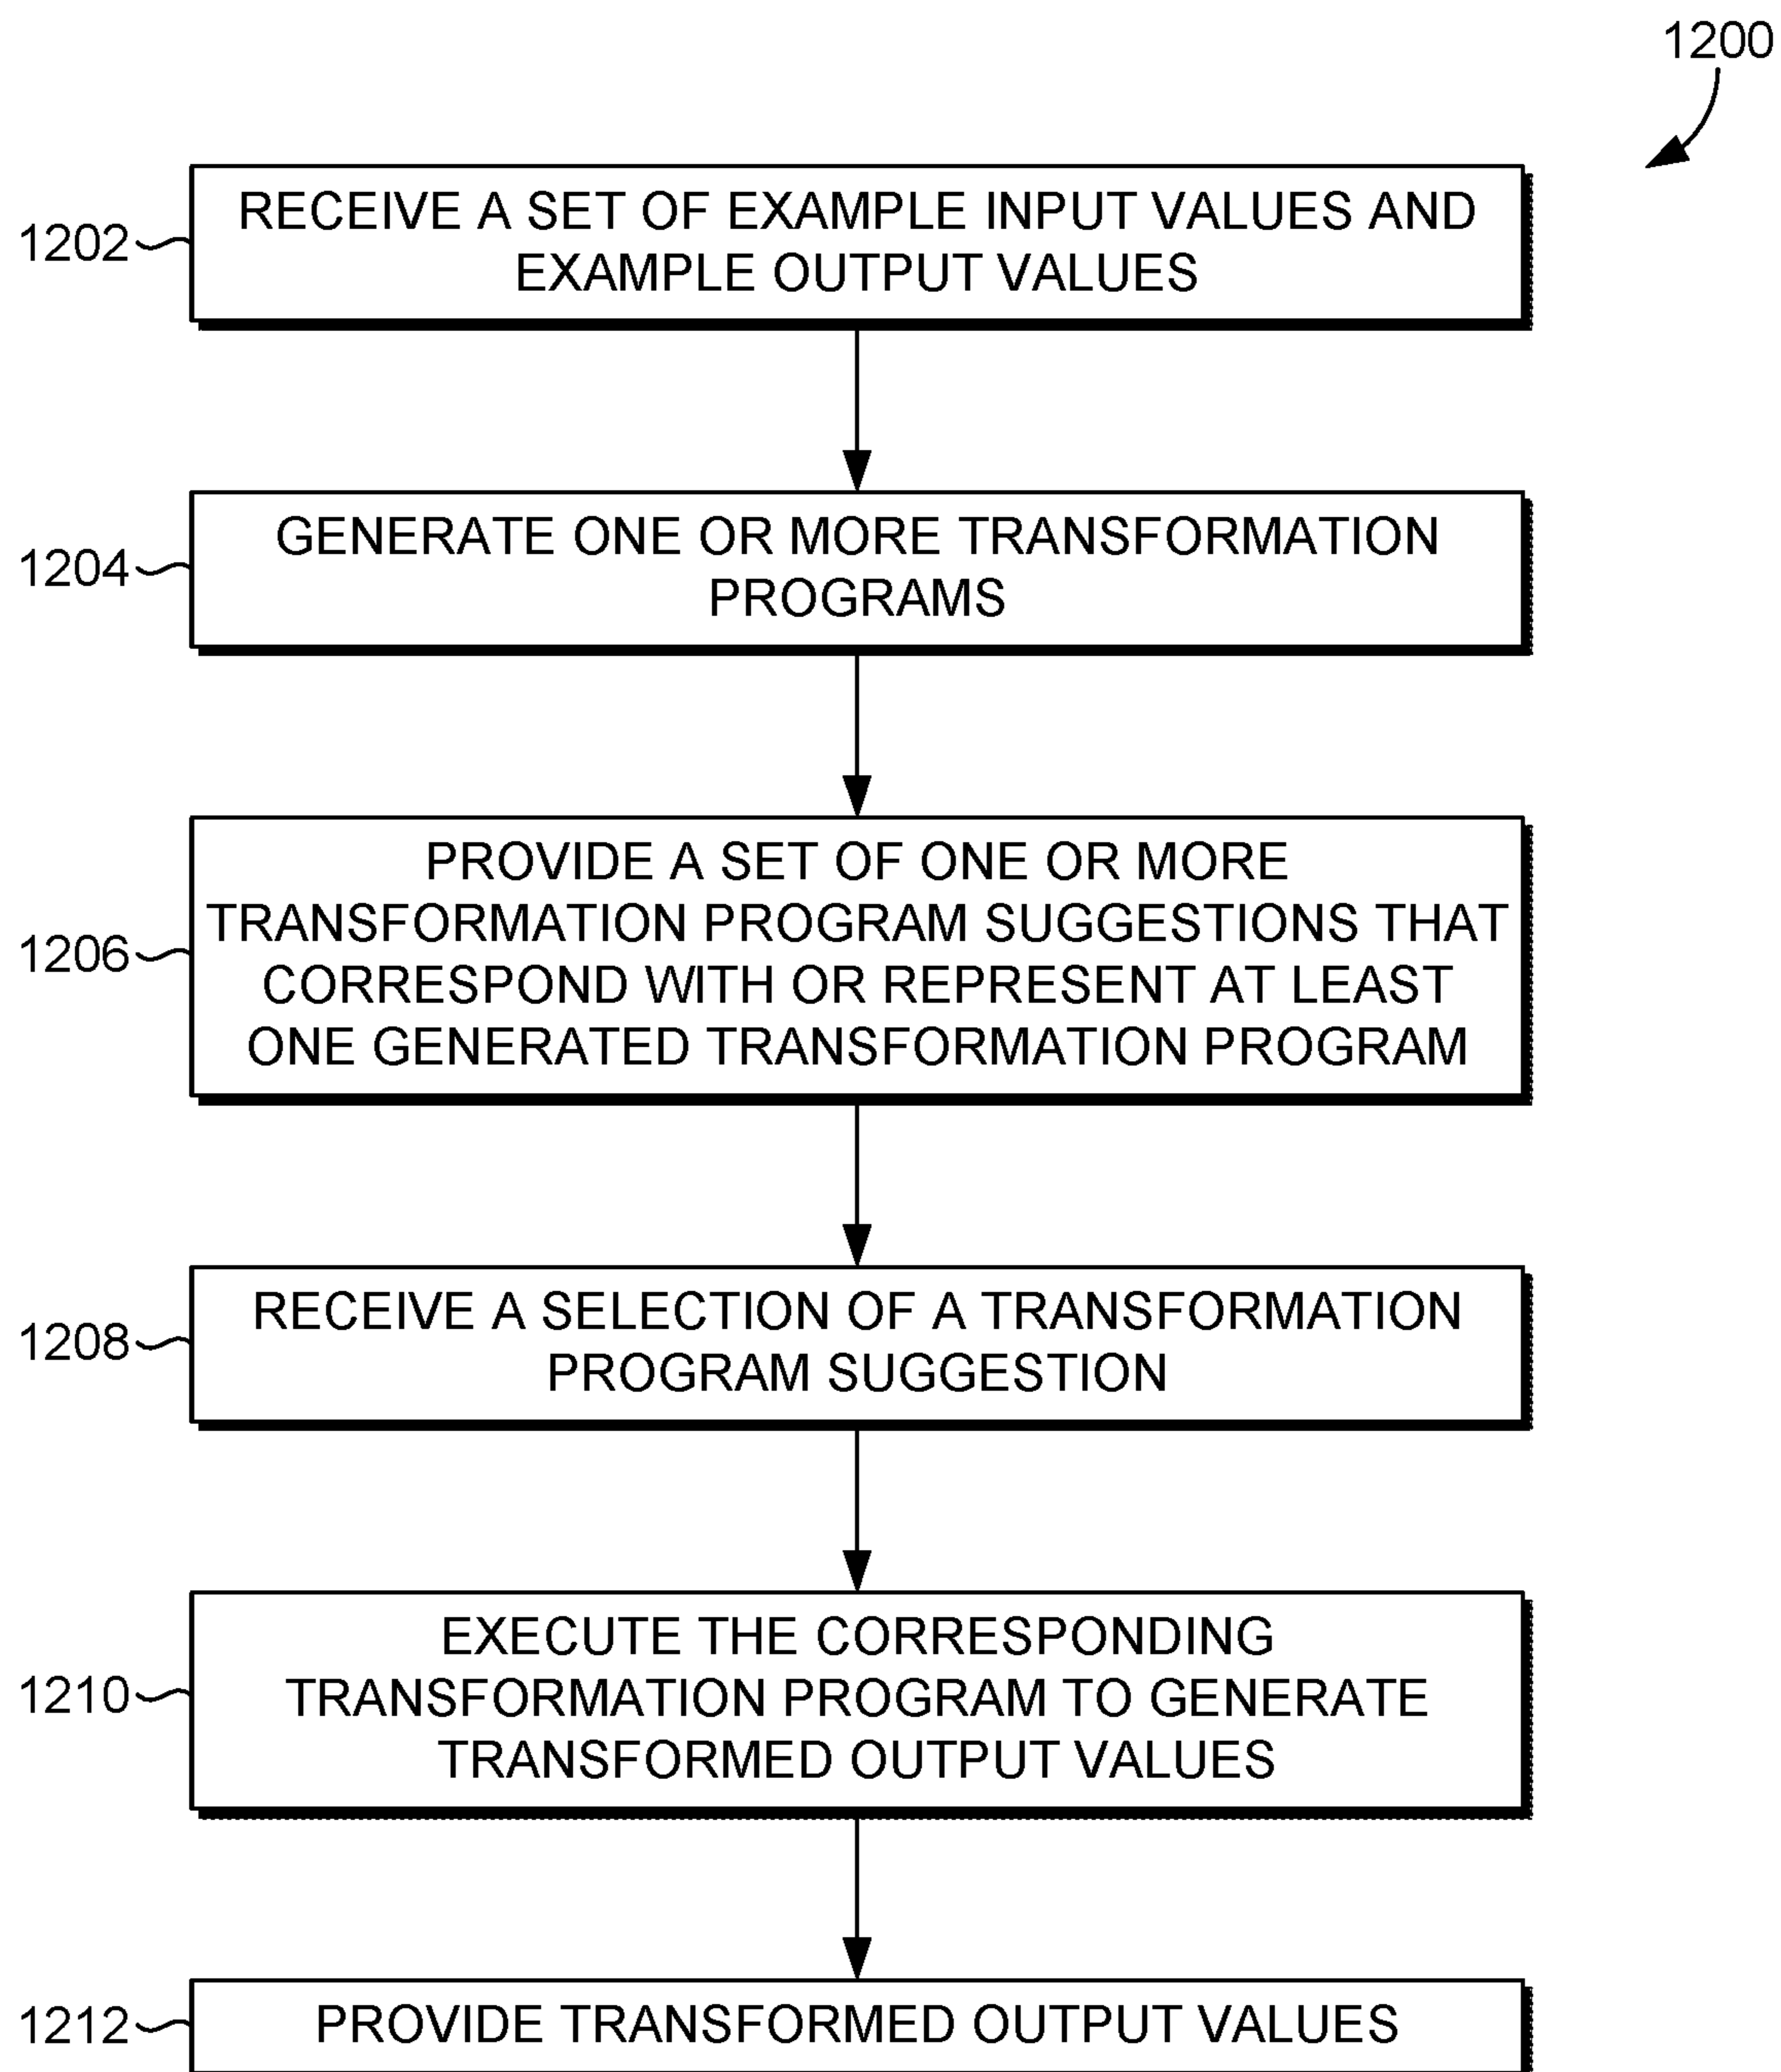 1200
1202
RECEIVE A SET OF EXAMPLE INPUT VALUES AND
EXAMPLE OUTPUT VALUES
1204
GENERATE ONE OR MORE TRANSFORMATION
PROGRAMS
1206
PROVIDE A SET OF ONE OR MORE
TRANSFORMATION PROGRAM SUGGESTIONS THAT
CORRESPOND WITH OR REPRESENT AT LEAST
ONE GENERATED TRANSFORMATION PROGRAM
1208
RECEIVE A SELECTION OF A TRANSFORMATION
PROGRAM SUGGESTION
1210
EXECUTE THE CORRESPONDING
TRANSFORMATION PROGRAM TO GENERATE
TRANSFORMED OUTPUT VALUES
1212
PROVIDE TRANSFORMED OUTPUT VALUES